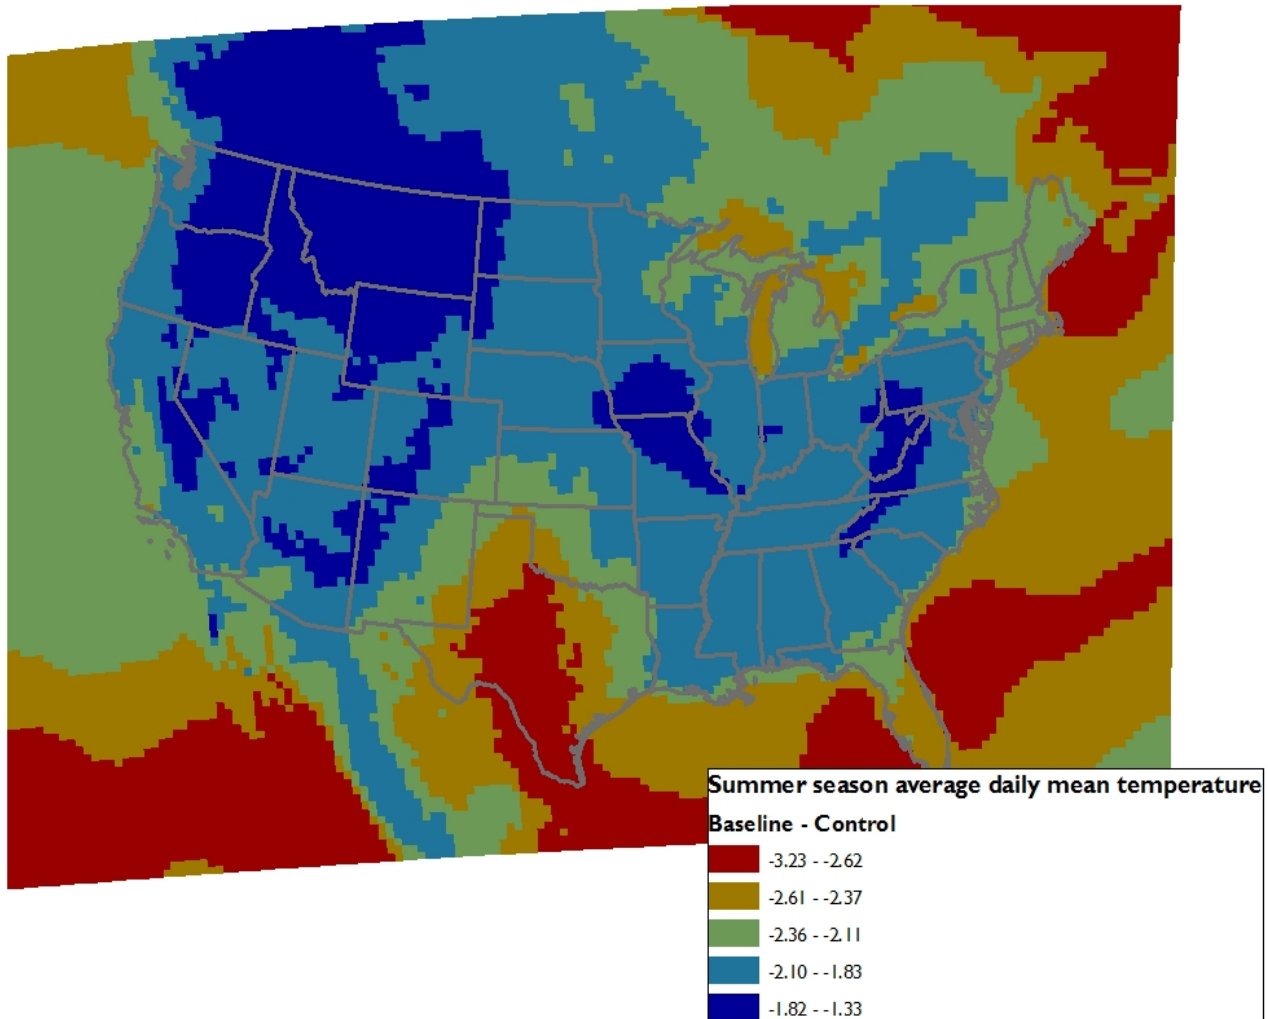 Summer season average daily mean temperature
Baseline - Control
-3.23 - -2.62
-2.61 - -2.37
-2.36 - -2.11
-2.10 - -1.83
-1.82 - -1.33